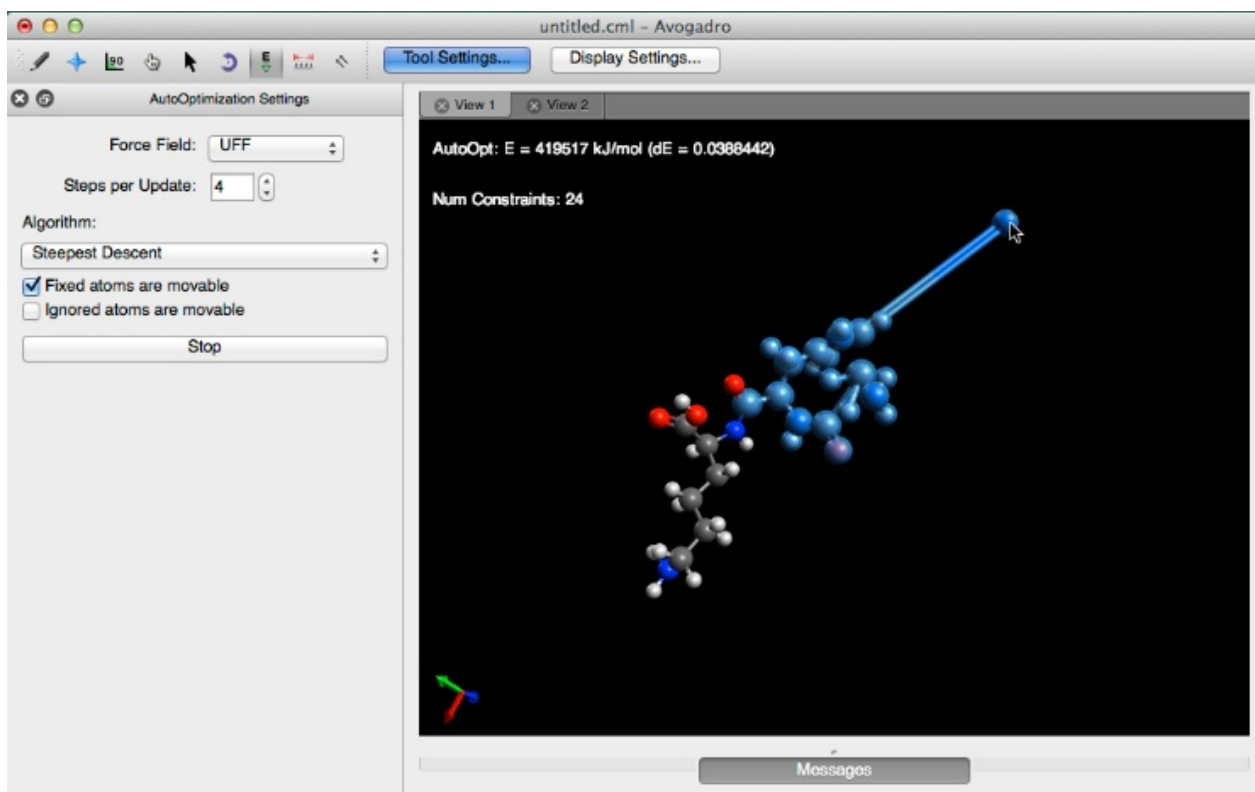 untitled.cml - Avogadro
90
E
Tool Settings...
Display Settings...
AutoOptimization Settings
View 1
View 2
Force Field: UFF
Steps per Update: 4
Algorithm:
Steepest Descent
Fixed atoms are movable
Ignored atoms are movable
Stop
AutoOpt: E = 419517 kJ/mol (dE = 0.0388442)
Num Constraints: 24
Messages